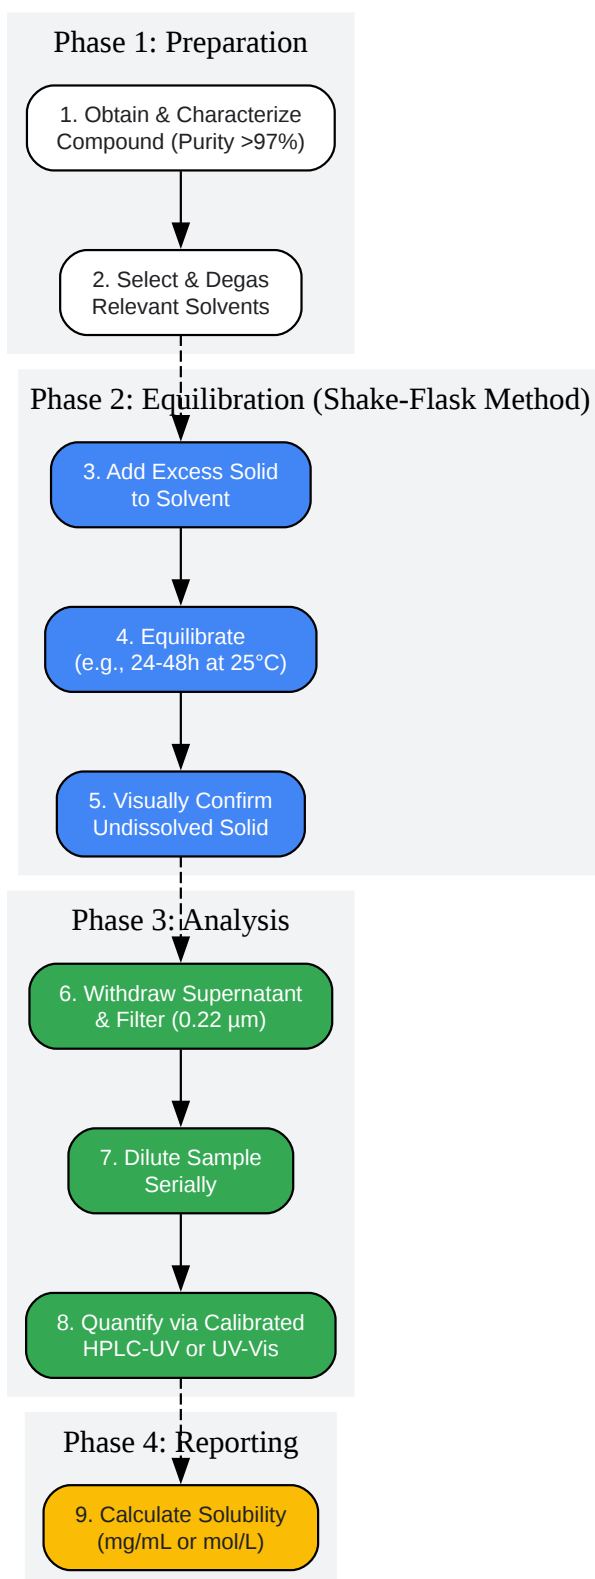 Phase 1: Preparation
1. Obtain & Characterize
Compound (Purity >97%)
2. Select & Degas
Relevant Solvents
Phase 2: Equilibration (Shake-Flask Method)
3. Add Excess Solid
to Solvent
4. Equilibrate
(e.g., 24-48h at 25°C)
5. Visually Confirm
Undissolved Solid
Phase 3: Analysis
6. Withdraw Supernatant
& Filter (0.22 µm)
7. Dilute Sample
Serially
8. Quantify via Calibrated
HPLC-UV or UV-Vis
Phase 4: Reporting
9. Calculate Solubility
(mg/mL or mol/L)